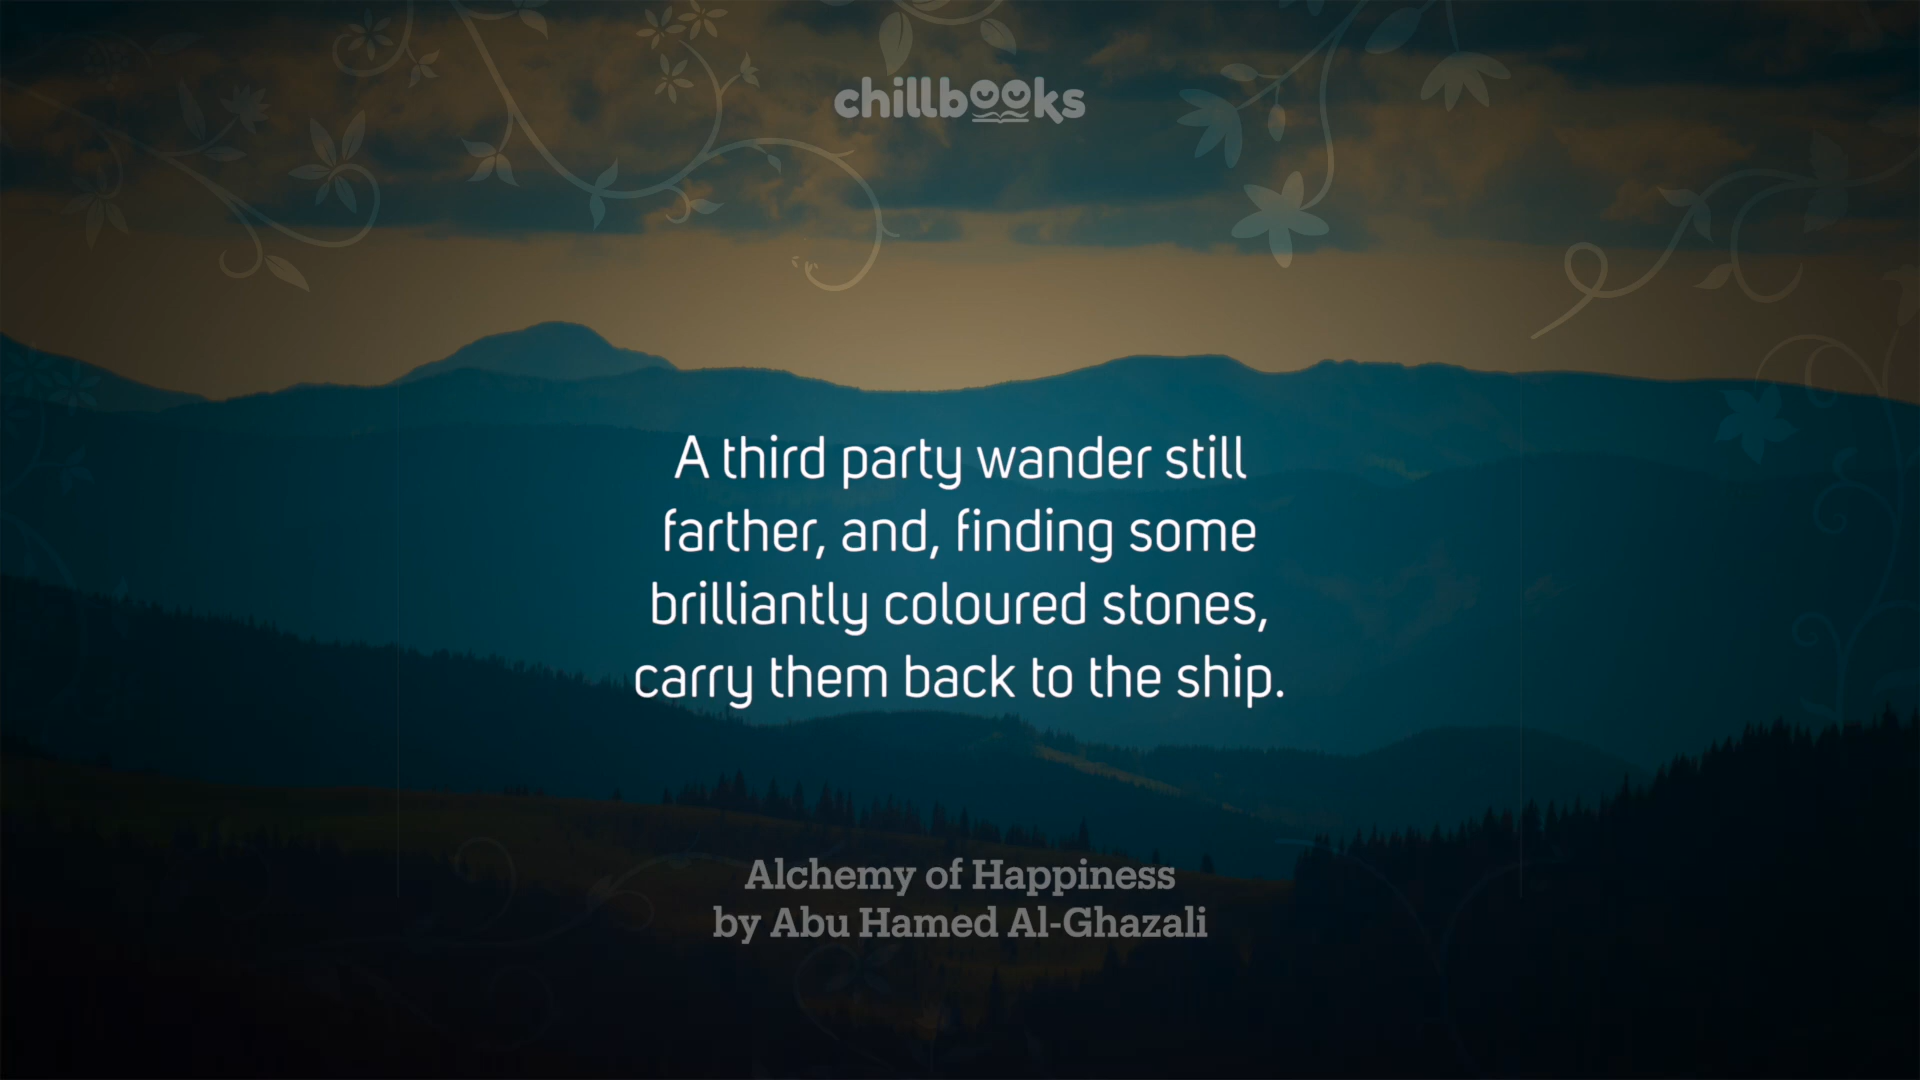 chillbooks
A third party wander still
farther, and, finding some
brilliantly coloured stones,
carry them back to the ship.
Alchemy of Happiness
by Abu Hamed Al-Ghazali